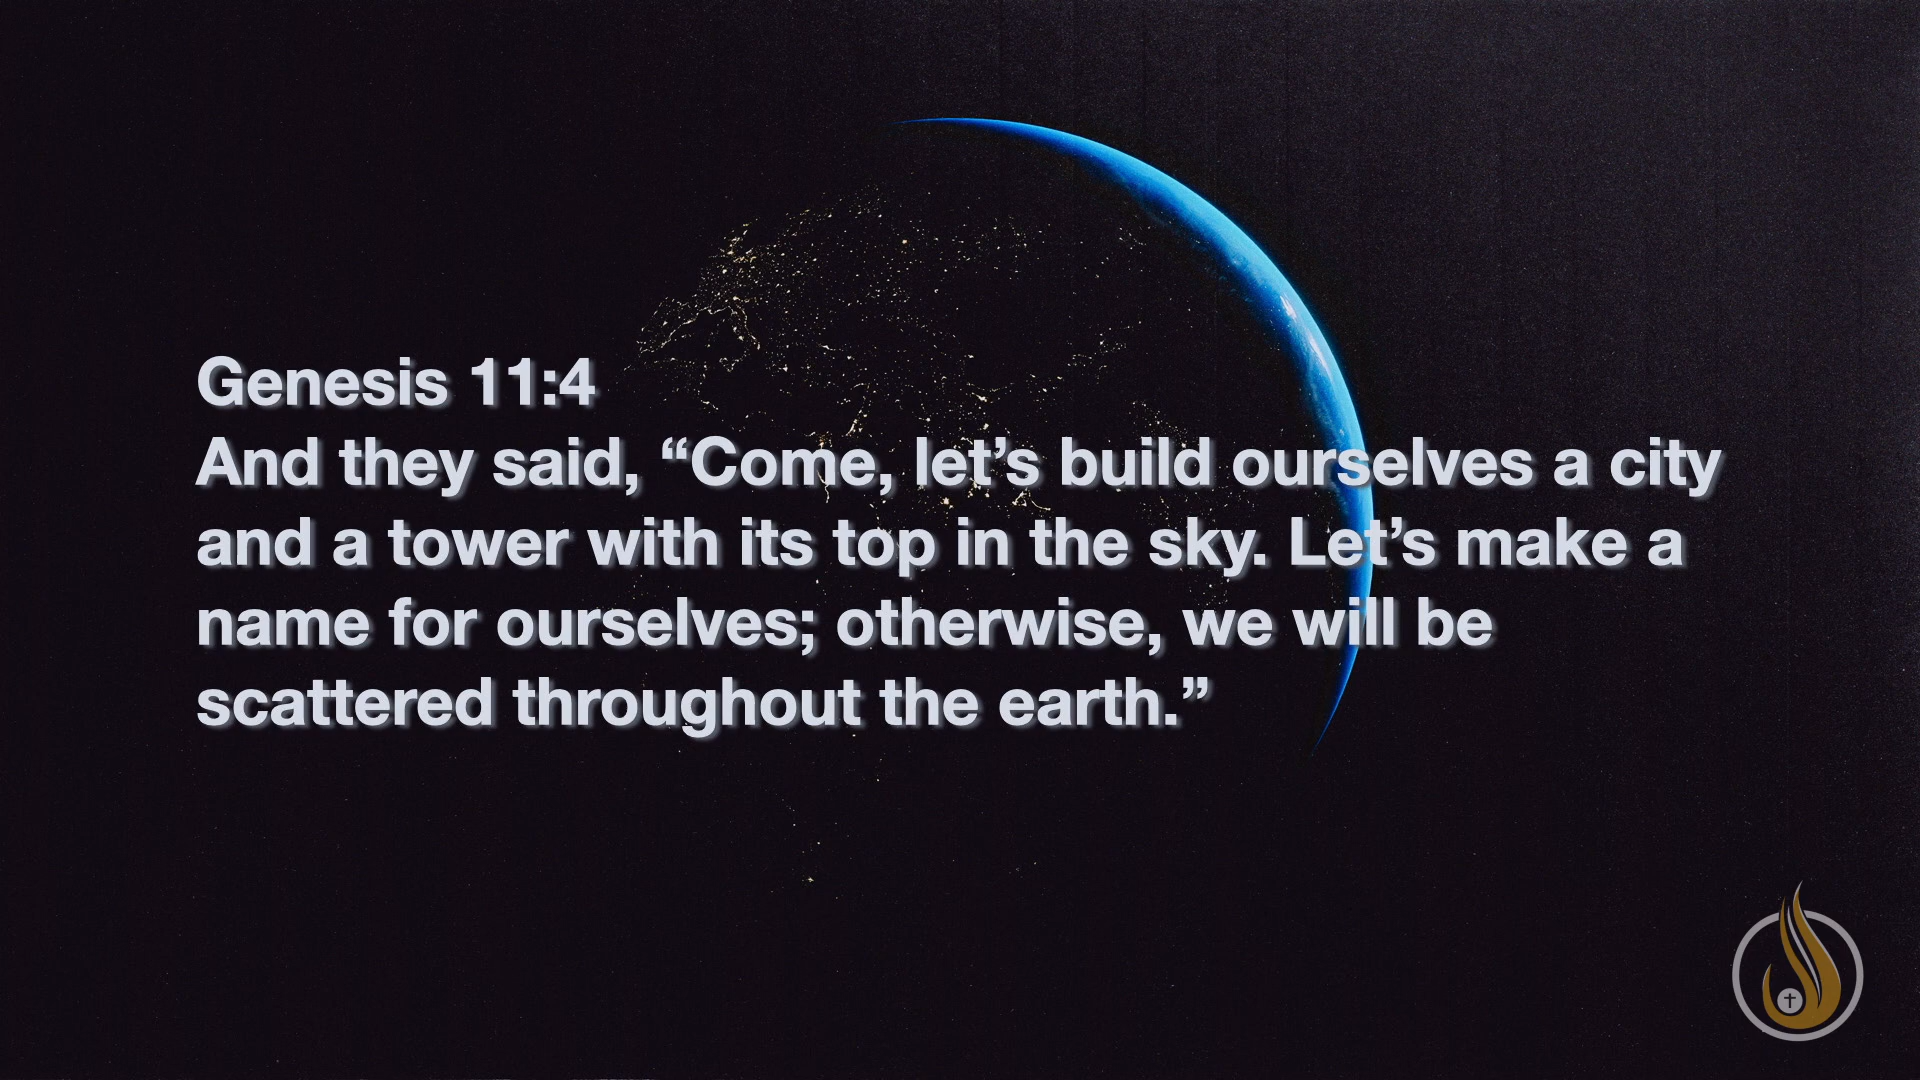 Genesis 11:4
And they said, “Come, let’s build ourselves a city
and a tower with its top in the sky. Let’s make a
name for ourselves; otherwise, we will be
scattered throughout the earth.”